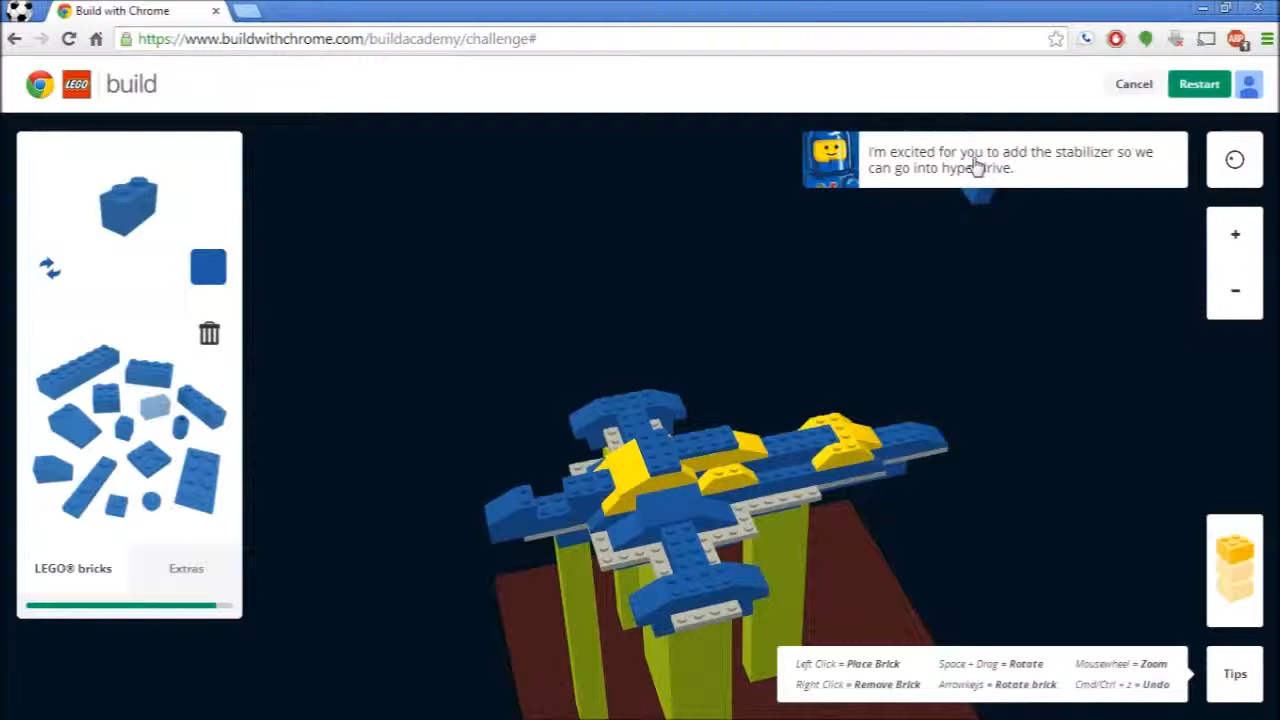 Build with Chrome
https://www.buildwithchrome.com/buildacademy/challenge#
LEGO build
Cancel
Restart
I'm excited for you to add the stabilizer so we
can go into hyperdrive.
+
-
LEGO® bricks
Extras
Left Click = Place Brick
Space + Drag = Rotate
Mousewheel = Zoom
Right Click = Remove Brick
Arrowkeys = Rotate brick
Cmd/Ctrl + z = Undo
Tips
ABP
1